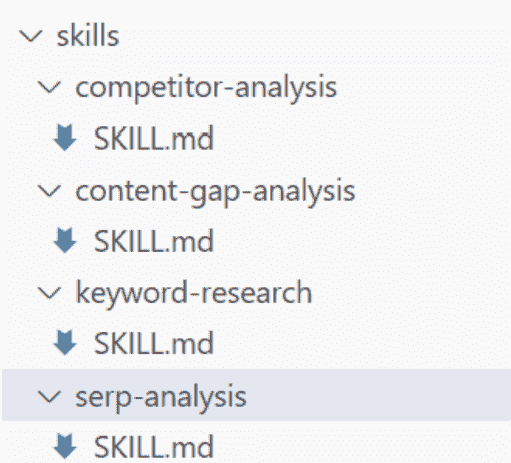 skills
competitor-analysis
SKILL.md
content-gap-analysis
SKILL.md
keyword-research
SKILL.md
serp-analysis
SKILL.md